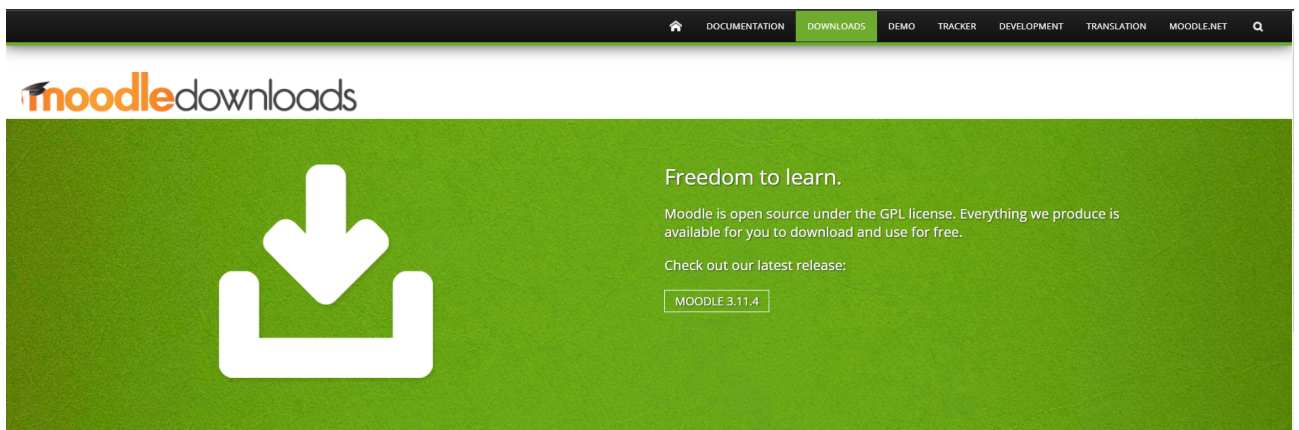 DOCUMENTATION DOWNLOADS DEMO TRACKER DEVELOPMENT TRANSLATION MOODLE.NET
moodledownloads
Freedom to learn.
Moodle is open source under the GPL license. Everything we produce is
available for you to download and use for free.
Check out our latest release:
MOODLE 3.11.4